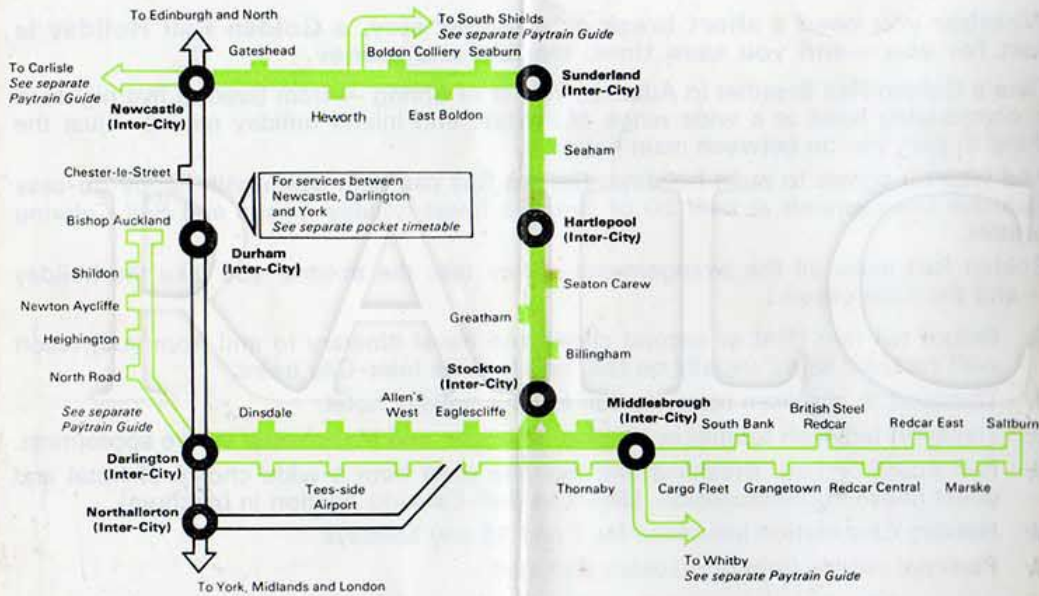 To Edinburgh and North
To South Shields
See separate Paytrain Guide
Gateshead
Boldon Colliery
Seaburn
To Carlisle
See separate
Paytrain Guide
Newcastle
(Inter-City)
Heworth
East Boldon
Sunderland
(Inter-City)
Chester-le-Street
Seaham
For services between
Newcastle, Darlington
and York
See separate pocket timetable
Bishop Auckland
Durham
(Inter-City)
Hartlepool
(Inter-City)
Shildon
Seaton Carew
Newton Aycliffe
Greatham
Heighington
Billingham
North Road
Stockton
(Inter-City)
See separate
Paytrain Guide
Dinsdale
Allen's
West
Eaglescliffe
Middlesbrough
(Inter-City)
South Bank
British Steel
Redcar
Redcar East
Saltburn
Darlington
(Inter-City)
Tees-side
Airport
Thornaby
Cargo Fleet
Grangetown
Redcar Central
Marske
Northallerton
(Inter-City)
To Whitby
See separate Paytrain Guide
To York, Midlands and London